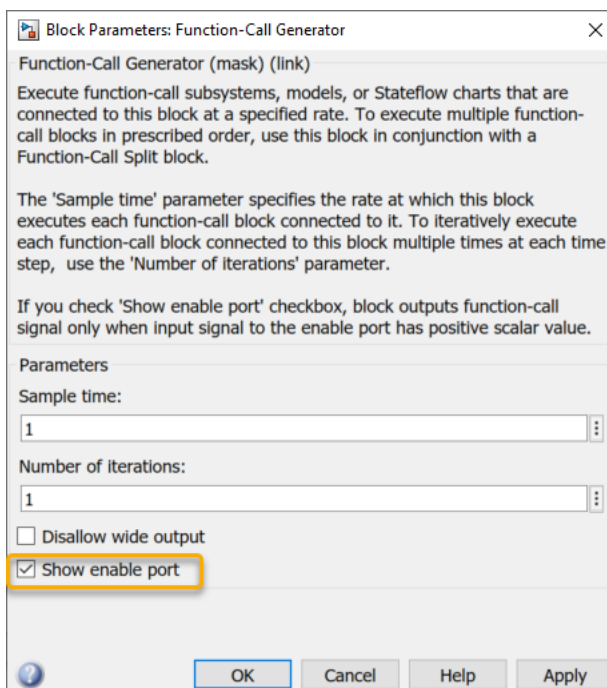 Block Parameters: Function-Call Generator
Function-Call Generator (mask) (link)
Execute function-call subsystems, models, or Stateflow charts that are
connected to this block at a specified rate. To execute multiple function-
call blocks in prescribed order, use this block in conjunction with a
Function-Call Split block.
The 'Sample time' parameter specifies the rate at which this block
executes each function-call block connected to it. To iteratively execute
each function-call block connected to this block multiple times at each time
step, use the 'Number of iterations' parameter.
If you check 'Show enable port' checkbox, block outputs function-call
signal only when input signal to the enable port has positive scalar value.
Parameters
Sample time:
1
Number of iterations:
1
Disallow wide output
Show enable port
OK Cancel Help Apply